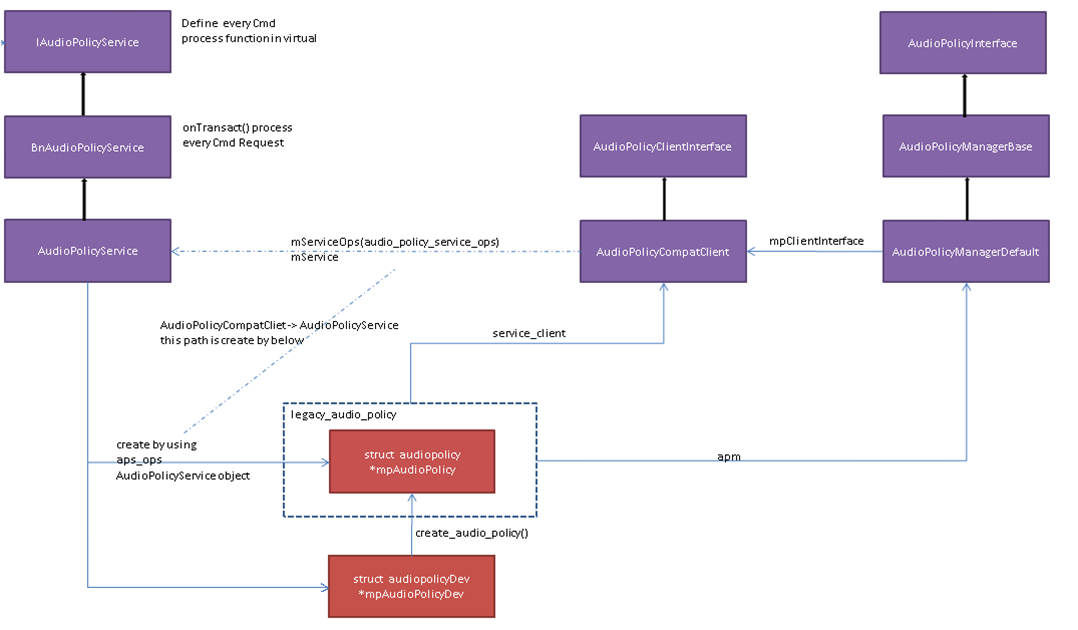 IAudioPolicyService
Define every Cmd
process function in virtual
AudioPolicyInterface
BnAudioPolicyService
onTransact() process
every Cmd Request
AudioPolicyClientInterface
AudioPolicyManagerBase
AudioPolicyService
mServiceOps(audio_policy_service_ops)
mService
AudioPolicyCompatClient
mpClientInterface
AudioPolicyManagerDefault
AudioPolicyCompatCliet-> AudioPolicyService
this path is create by below
service_client
legacy_audio_policy
struct audiopolicy
*mpAudioPolicy
create by using
aps_ops
AudioPolicyService object
apm
create_audio_policy()
struct audiopolicyDev
*mpAudioPolicyDev